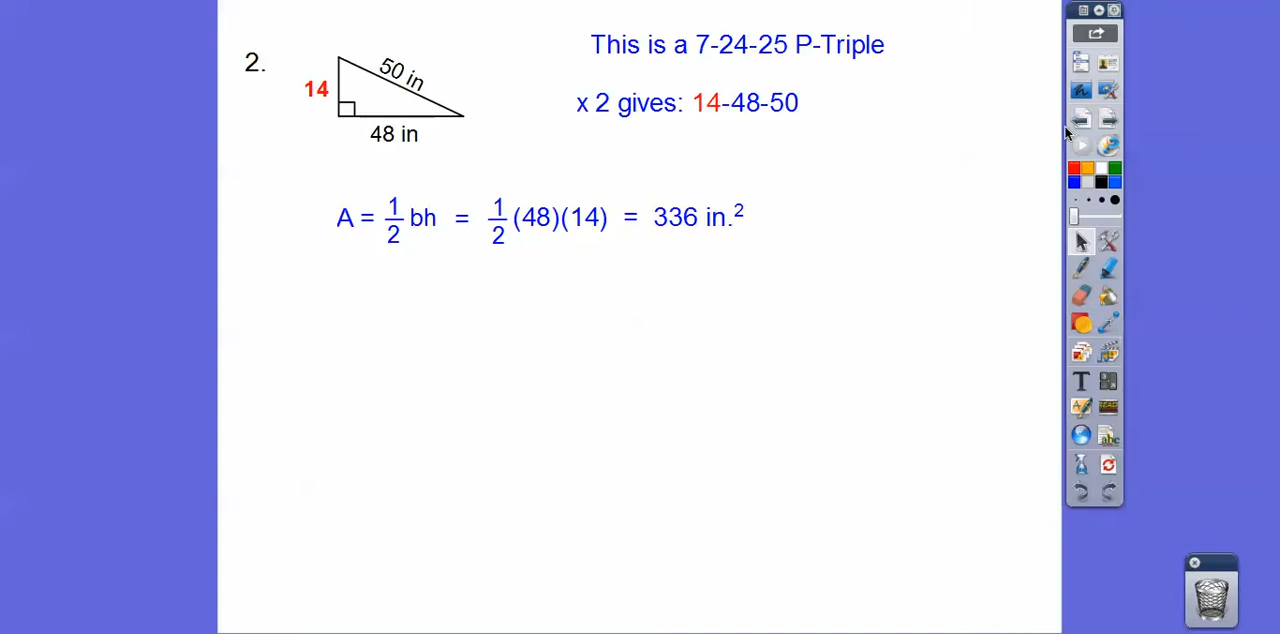 This is a 7-24-25 P-Triple
2.
50 in
14
x 2 gives: 14-48-50
48 in
A = 1/2 bh = 1/2 (48)(14) = 336 in.²